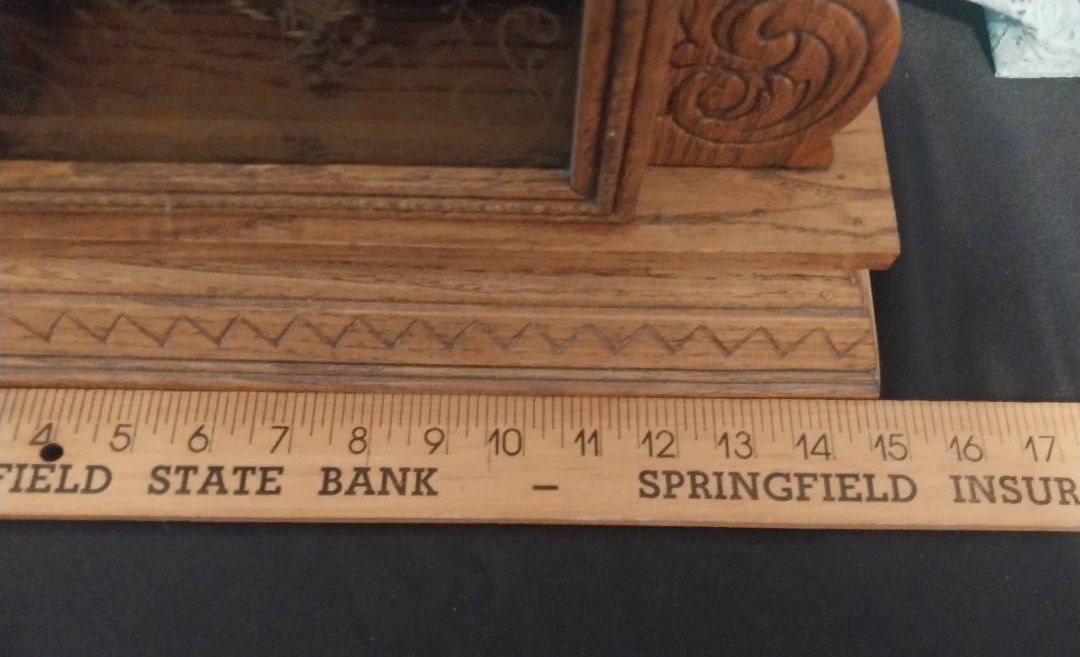 4 5 6 7 8 9 10 11 12 13 14 15 16 17
FIELD STATE BANK - SPRINGFIELD INSUR